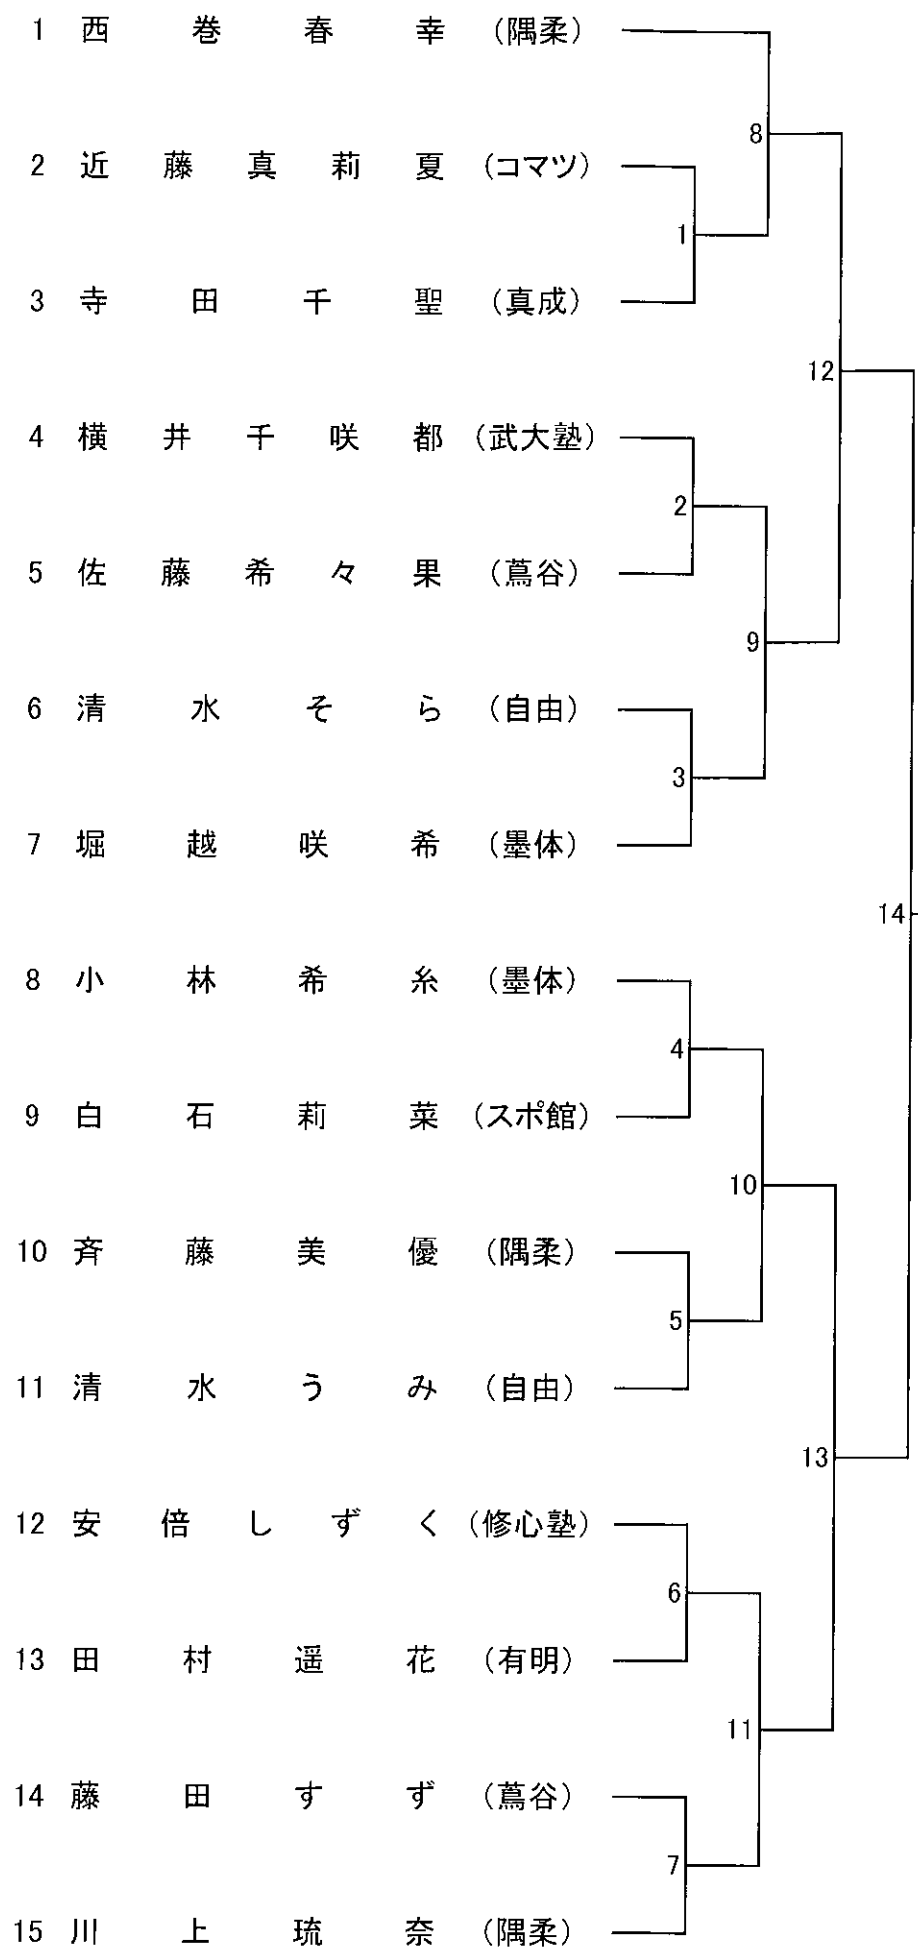 1 西巻春幸 (隅柔)
8
2 近藤真莉夏 (コマツ)
1
3 寺田千聖 (真成)
12
4 横井千咲都 (武大塾)
2
5 佐藤希々果 (蔦谷)
9
6 清水そら (自由)
3
7 堀越咲希 (墨体)
14
8 小林希糸 (墨体)
4
9 白石莉菜 (スポ館)
10
10 斉藤美優 (隅柔)
5
11 清水うみ (自由)
13
12 安倍しずく (修心塾)
6
13 田村遥花 (有明)
11
14 藤田すず (蔦谷)
7
15 川上琉奈 (隅柔)